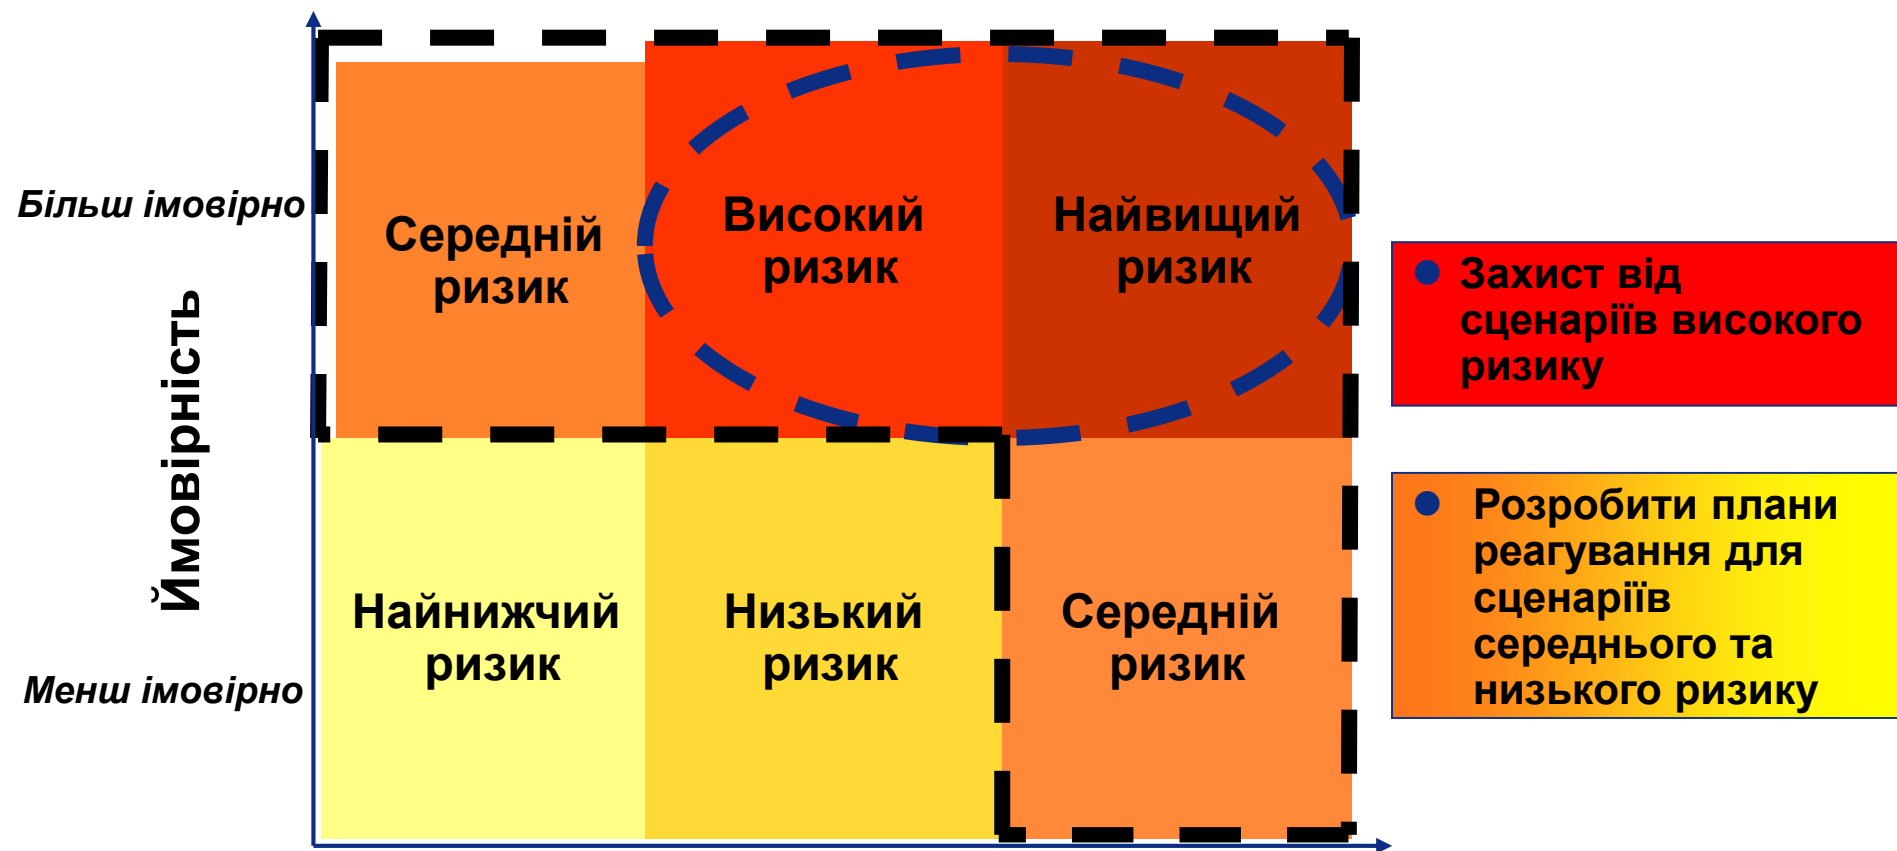 Більш імовірно
Ймовірність
Менш імовірно
Середній
ризик
Високий
ризик
Найвищий
ризик
Найнижчий
ризик
Низький
ризик
Середній
ризик
Захист від
сценаріїв високого
ризику
Розробити плани
реагування для
сценаріїв
середнього та
низького ризику